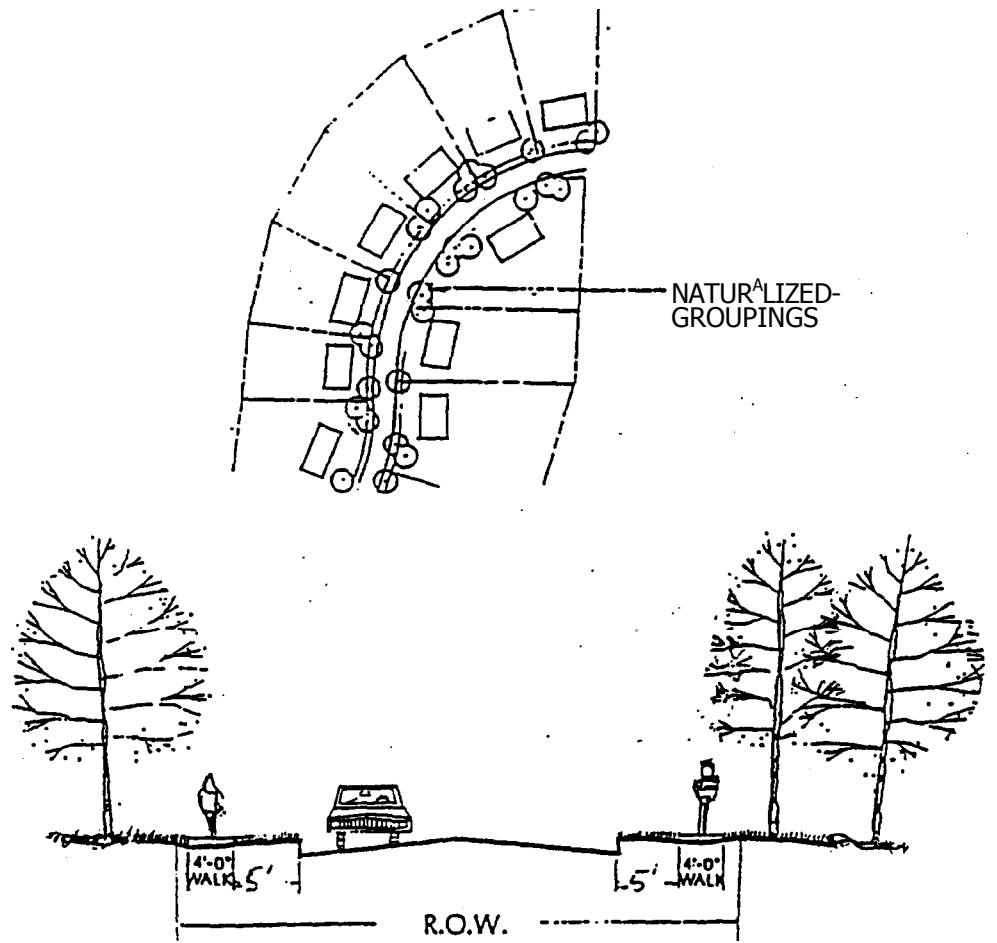 NATURALIZED-
GROUPINGS
4'-0"
WALK
5'
5'
4'-0"
WALK
R.O.W.